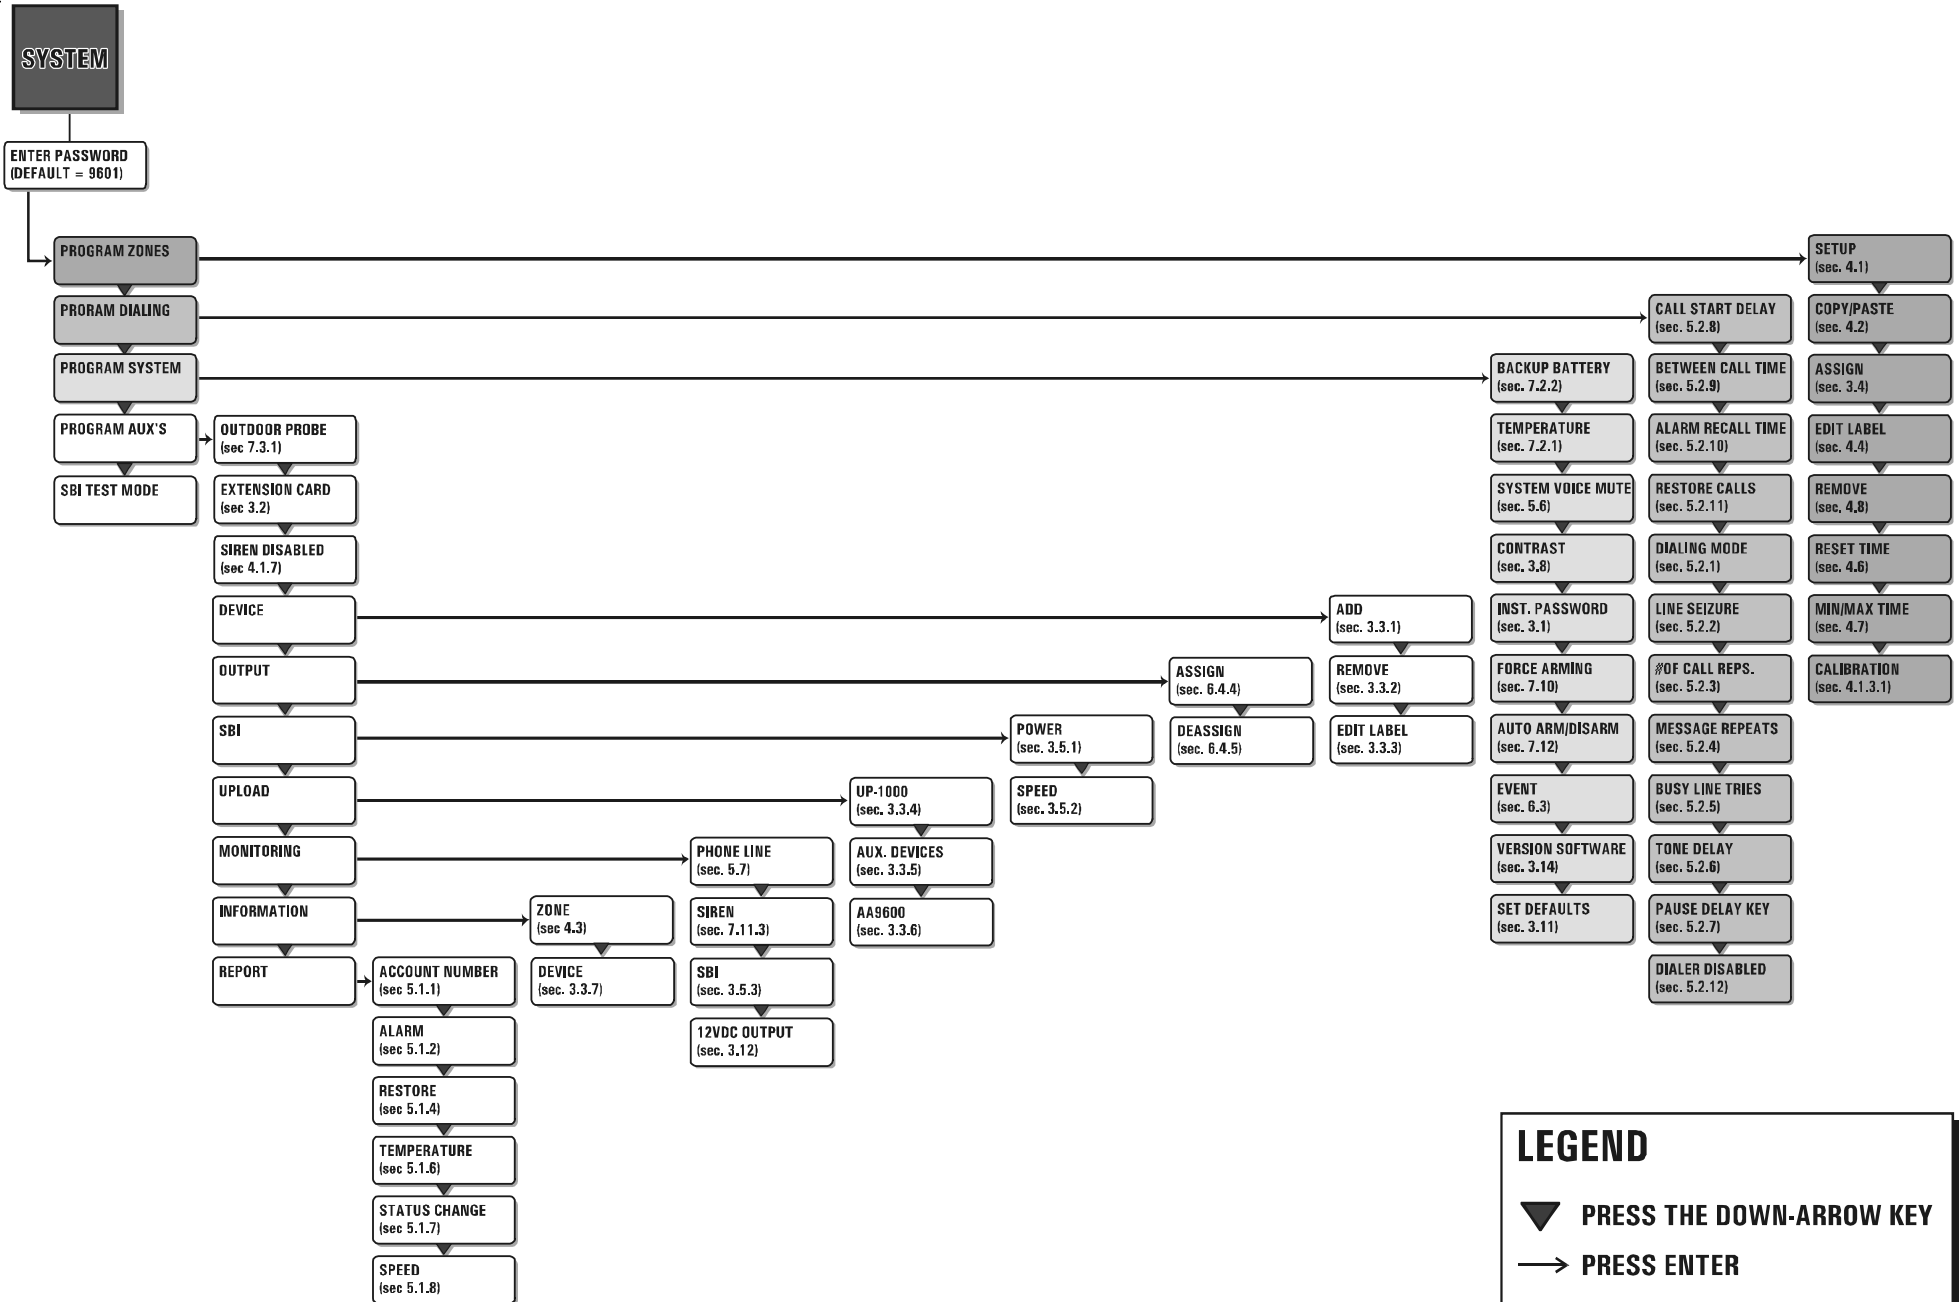 SYSTEM
ENTER PASSWORD
(DEFAULT = 9601)
PROGRAM ZONES
PRORAM DIALING
PROGRAM SYSTEM
PROGRAM AUX'S
SBI TEST MODE
OUTDOOR PROBE
(sec 7.3.1)
EXTENSION CARD
(sec 3.2)
SIREN DISABLED
(sec 4.1.7)
DEVICE
OUTPUT
SBI
UPLOAD
MONITORING
INFORMATION
REPORT
ACCOUNT NUMBER
(sec 5.1.1)
ALARM
(sec 5.1.2)
RESTORE
(sec 5.1.4)
TEMPERATURE
(sec 5.1.6)
STATUS CHANGE
(sec 5.1.7)
SPEED
(sec 5.1.8)
ZONE
(sec 4.3)
DEVICE
(sec. 3.3.7)
PHONE LINE
(sec. 5.7)
SIREN
(sec. 7.11.3)
SBI
(sec. 3.5.3)
12VDC OUTPUT
(sec. 3.12)
UP-1000
(sec. 3.3.4)
AUX. DEVICES
(sec. 3.3.5)
AA9600
(sec. 3.3.6)
POWER
(sec. 3.5.1)
SPEED
(sec. 3.5.2)
ASSIGN
(sec. 6.4.4)
DEASSIGN
(sec. 6.4.5)
ADD
(sec. 3.3.1)
REMOVE
(sec. 3.3.2)
EDIT LABEL
(sec. 3.3.3)
BACKUP BATTERY
(sec. 7.2.2)
TEMPERATURE
(sec. 7.2.1)
SYSTEM VOICE MUTE
(sec. 5.6)
CONTRAST
(sec. 3.8)
INST. PASSWORD
(sec. 3.1)
FORCE ARMING
(sec. 7.10)
AUTO ARM/DISARM
(sec. 7.12)
EVENT
(sec. 6.3)
VERSION SOFTWARE
(sec. 3.14)
SET DEFAULTS
(sec. 3.11)
CALL START DELAY
(sec. 5.2.8)
BETWEEN CALL TIME
(sec. 5.2.9)
ALARM RECALL TIME
(sec. 5.2.10)
RESTORE CALLS
(sec. 5.2.11)
DIALING MODE
(sec. 5.2.1)
LINE SEIZURE
(sec. 5.2.2)
#OF CALL REPS.
(sec. 5.2.3)
MESSAGE REPEATS
(sec. 5.2.4)
BUSY LINE TRIES
(sec. 5.2.5)
TONE DELAY
(sec. 5.2.6)
PAUSE DELAY KEY
(sec. 5.2.7)
DIALER DISABLED
(sec. 5.2.12)
SETUP
(sec. 4.1)
COPY/PASTE
(sec. 4.2)
ASSIGN
(sec. 3.4)
EDIT LABEL
(sec. 4.4)
REMOVE
(sec. 4.8)
RESET TIME
(sec. 4.6)
MIN/MAX TIME
(sec. 4.7)
CALIBRATION
(sec. 4.1.3.1)
LEGEND
PRESS THE DOWN-ARROW KEY
PRESS ENTER